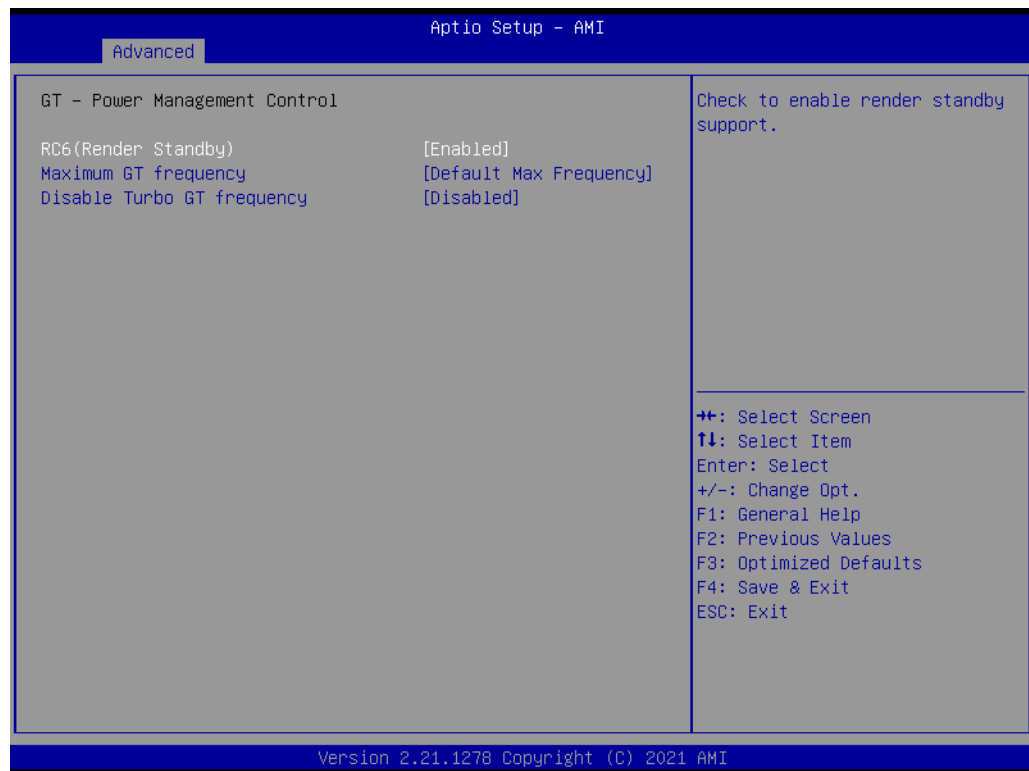 Aptio Setup – AMI
Advanced
GT – Power Management Control
RC6(Render Standby) [Enabled]
Maximum GT frequency [Default Max Frequency]
Disable Turbo GT frequency [Disabled]
Check to enable render standby
support.
→←: Select Screen
↑↓: Select Item
Enter: Select
+/-: Change Opt.
F1: General Help
F2: Previous Values
F3: Optimized Defaults
F4: Save & Exit
ESC: Exit
Version 2.21.1278 Copyright (C) 2021 AMI